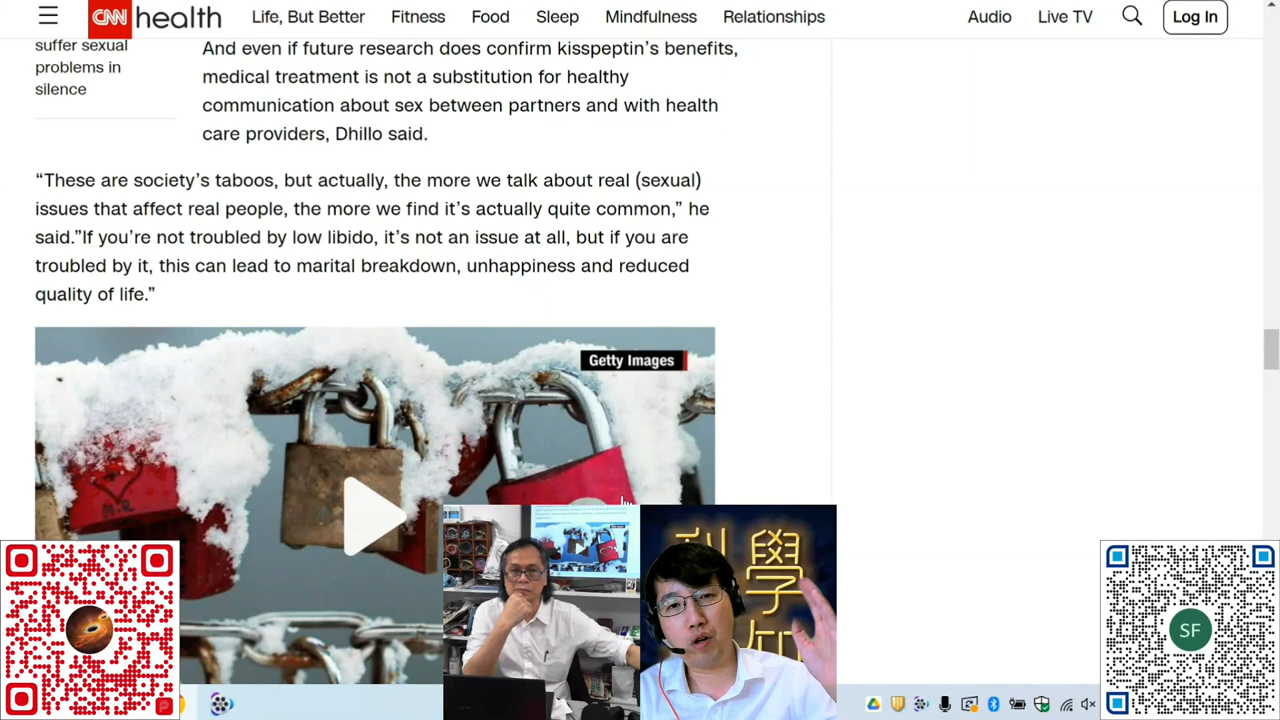 CNN health
Life, But Better
Fitness
Food
Sleep
Mindfulness
Relationships
Audio
Live TV
Log In
suffer sexual
problems in
silence
And even if future research does confirm kisspeptin’s benefits,
medical treatment is not a substitution for healthy
communication about sex between partners and with health
care providers, Dhillo said.
“These are society’s taboos, but actually, the more we talk about real (sexual)
issues that affect real people, the more we find it’s actually quite common,” he
said.”If you’re not troubled by low libido, it’s not an issue at all, but if you are
troubled by it, this can lead to marital breakdown, unhappiness and reduced
quality of life.”
Getty Images
學
SF